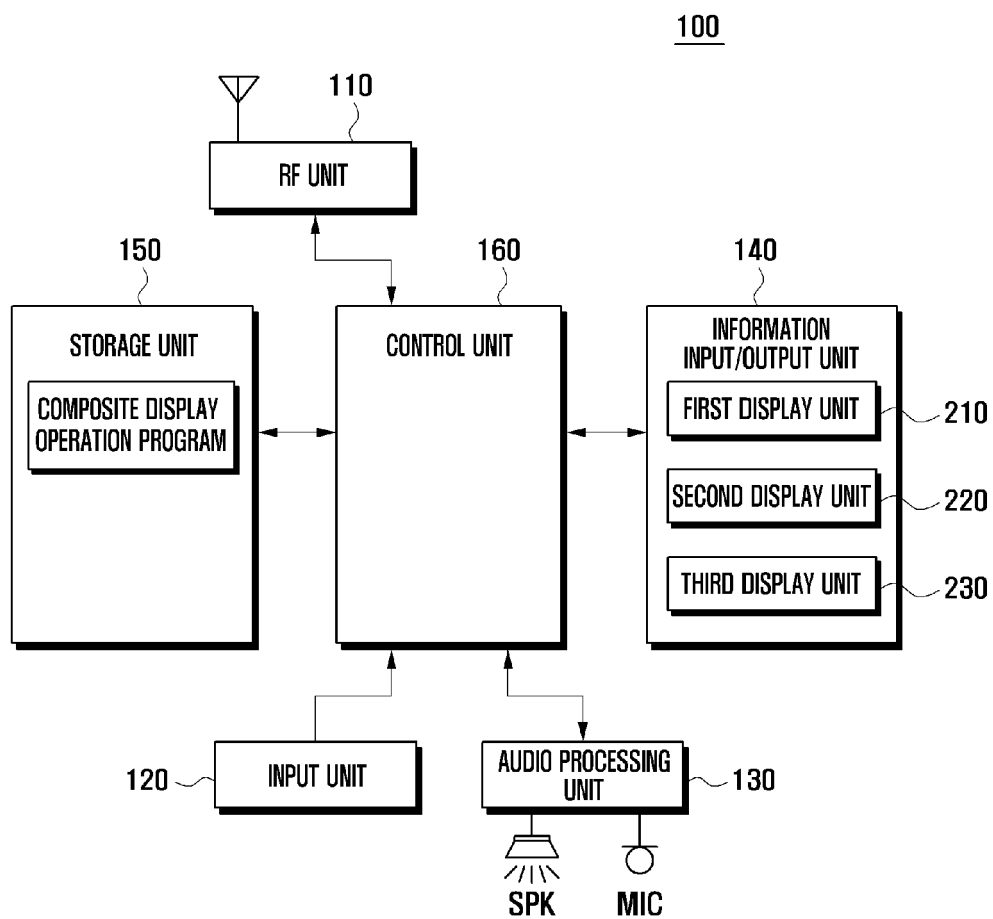 100
110
RF UNIT
150
160
140
STORAGE UNIT
COMPOSITE DISPLAY
OPERATION PROGRAM
CONTROL UNIT
INFORMATION
INPUT/OUTPUT UNIT
FIRST DISPLAY UNIT
210
SECOND DISPLAY UNIT
220
THIRD DISPLAY UNIT
230
120
INPUT UNIT
AUDIO PROCESSING
UNIT
130
SPK
MIC